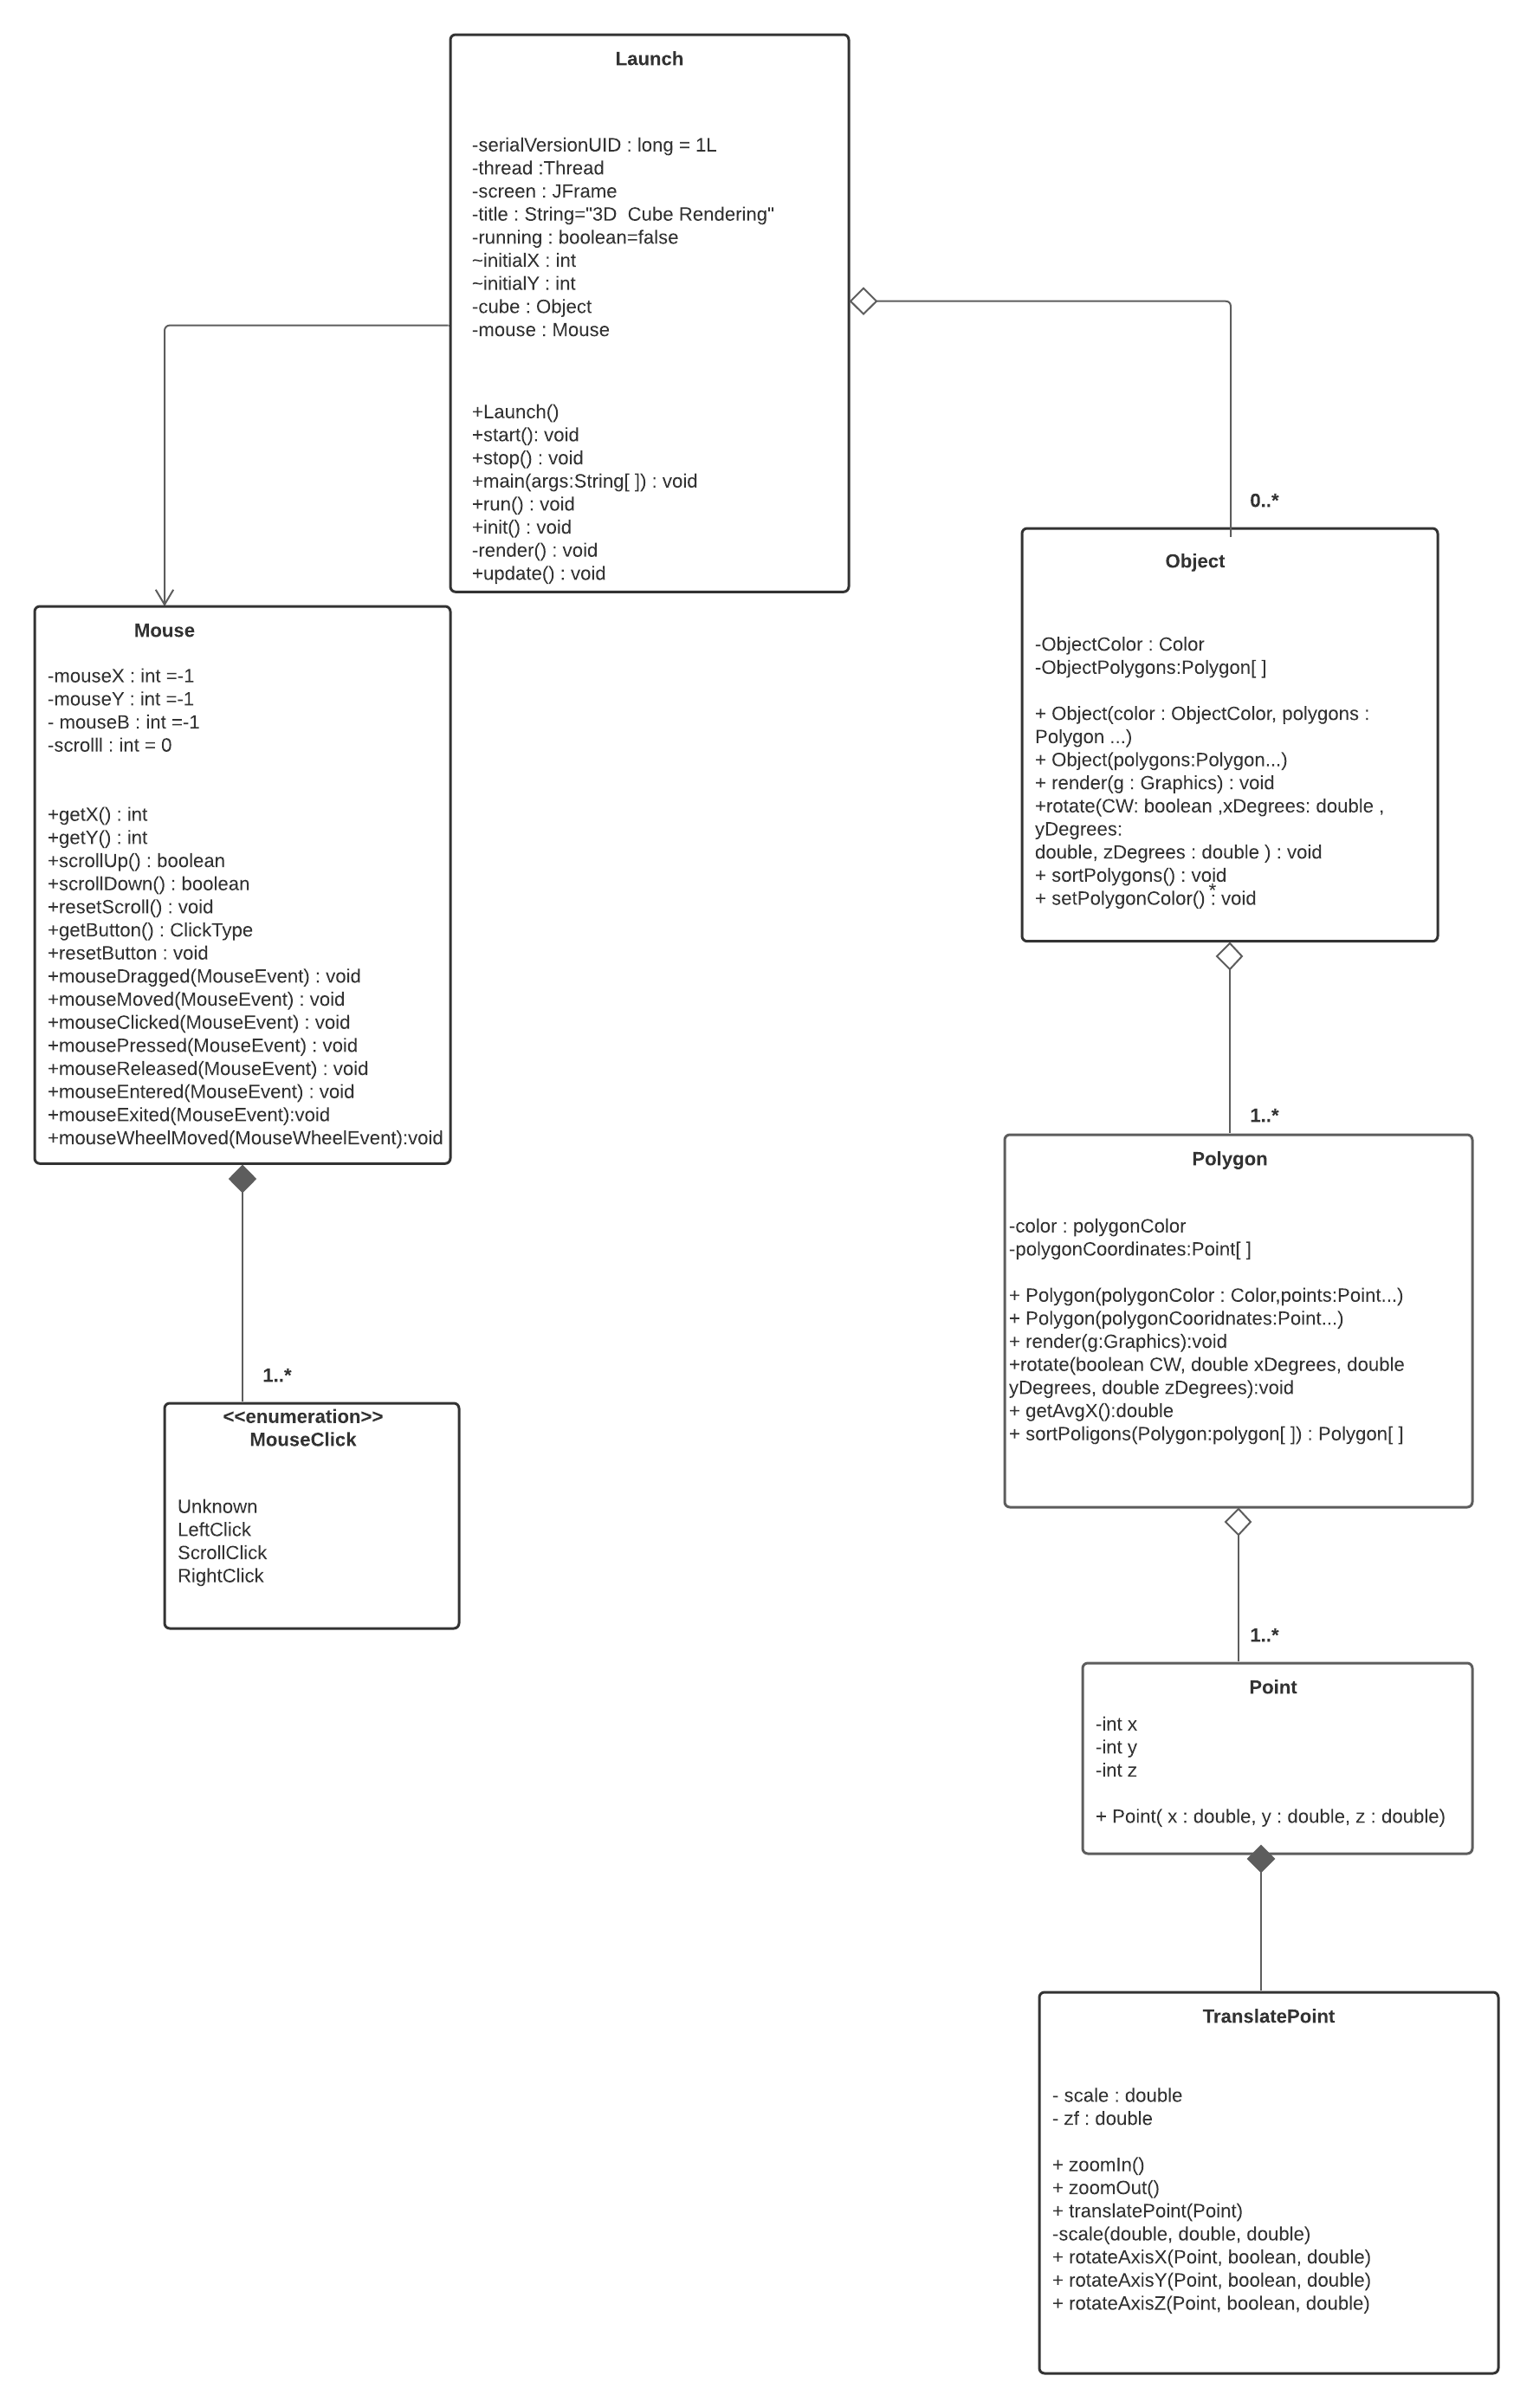 Launch
-serialVersionUID : long = 1L
-thread :Thread
-screen : JFrame
-title : String="3D  Cube Rendering"
-running : boolean=false
~initialX : int
~initialY : int
-cube : Object
-mouse : Mouse
+Launch()
+start(): void
+stop() : void
+main(args:String[ ]) : void
+run() : void
+init() : void
-render() : void
+update() : void
Mouse
-mouseX : int =-1
-mouseY : int =-1
- mouseB : int =-1
-scrolll : int = 0
+getX() : int
+getY() : int
+scrollUp() : boolean
+scrollDown() : boolean
+resetScroll() : void
+getButton() : ClickType
+resetButton : void
+mouseDragged(MouseEvent) : void
+mouseMoved(MouseEvent) : void
+mouseClicked(MouseEvent) : void
+mousePressed(MouseEvent) : void
+mouseReleased(MouseEvent) : void
+mouseEntered(MouseEvent) : void
+mouseExited(MouseEvent):void
+mouseWheelMoved(MouseWheelEvent):void
1..*
<<enumeration>>
MouseClick
Unknown
LeftClick
ScrollClick
RightClick
0..*
Object
-ObjectColor : Color
-ObjectPolygons:Polygon[ ]
+ Object(color : ObjectColor, polygons :
Polygon ...)
+ Object(polygons:Polygon...)
+ render(g : Graphics) : void
+rotate(CW: boolean ,xDegrees: double ,
yDegrees:
double, zDegrees : double ) : void
+ sortPolygons() : void
*
+ setPolygonColor() : void
1..*
Polygon
-color : polygonColor
-polygonCoordinates:Point[ ]
+ Polygon(polygonColor : Color,points:Point...)
+ Polygon(polygonCooridnates:Point...)
+ render(g:Graphics):void
+rotate(boolean CW, double xDegrees, double
yDegrees, double zDegrees):void
+ getAvgX():double
+ sortPoligons(Polygon:polygon[ ]) : Polygon[ ]
1..*
Point
-int x
-int y
-int z
+ Point( x : double, y : double, z : double)
TranslatePoint
- scale : double
- zf : double
+ zoomIn()
+ zoomOut()
+ translatePoint(Point)
-scale(double, double, double)
+ rotateAxisX(Point, boolean, double)
+ rotateAxisY(Point, boolean, double)
+ rotateAxisZ(Point, boolean, double)